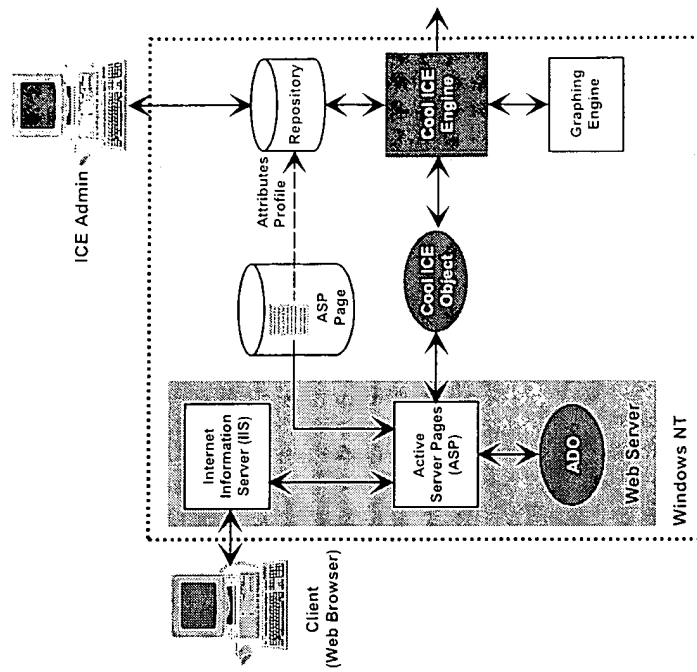 ICE Admin
Repository
Attributes
Profile
Cool ICE
Engine
Graphing
Engine
ASP
Page
Cool ICE
Object
Internet
Information
Server (IIS)
Active
Server Pages
(ASP)
ADO
Web Server
Windows NT
Client
(Web Browser)